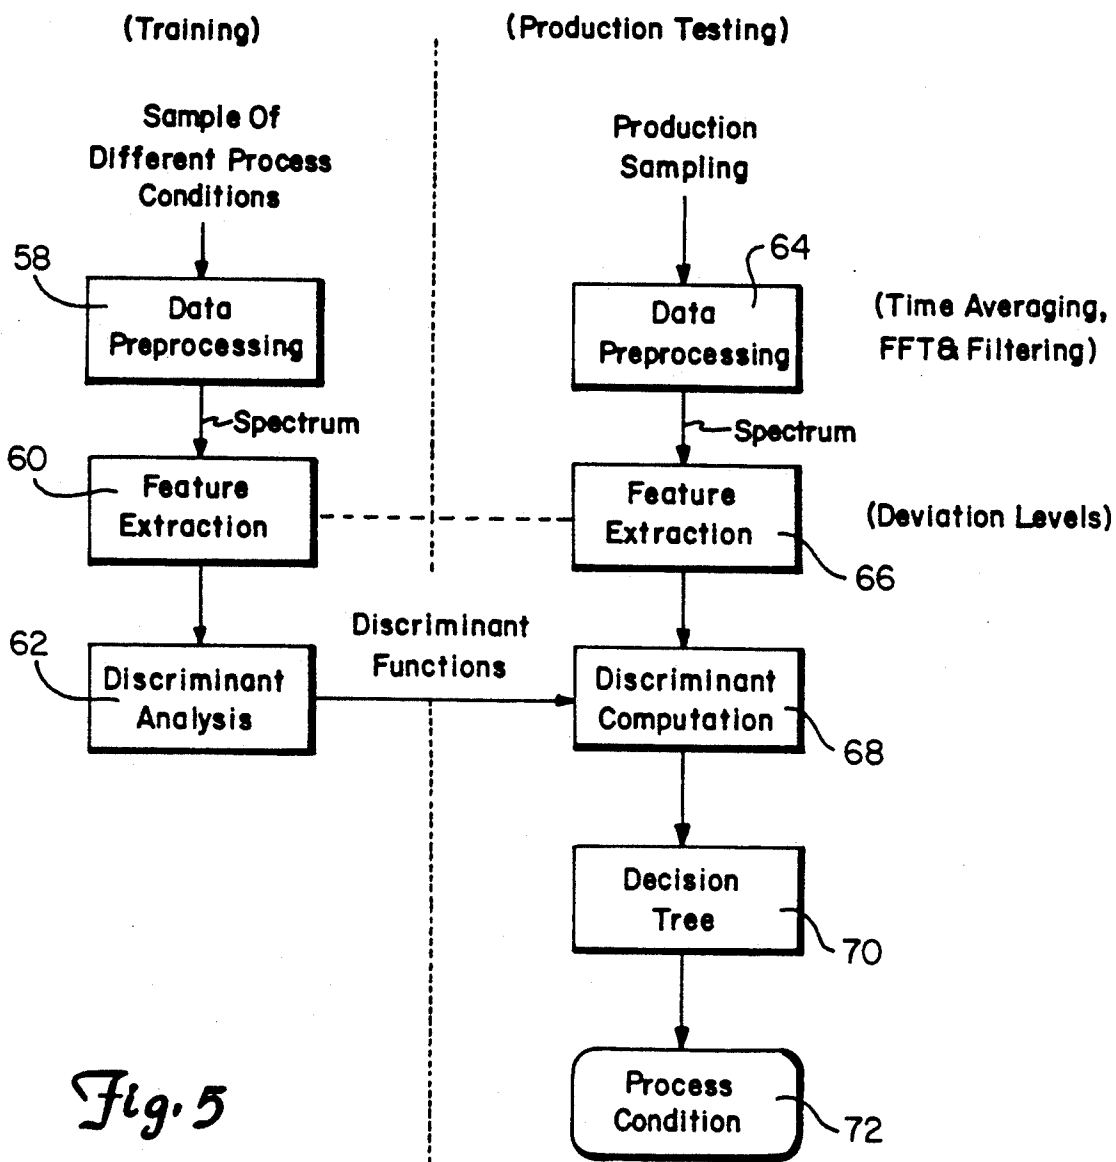 (Training)
(Production Testing)
Sample Of
Different Process
Conditions
Production
Sampling
58
64
Data
Preprocessing
Data
Preprocessing
(Time Averaging,
FFT& Filtering)
Spectrum
Spectrum
60
Feature
Extraction
Feature
Extraction
(Deviation Levels)
66
62
Discriminant
Analysis
Discriminant
Functions
Discriminant
Computation
68
Decision
Tree
70
Process
Condition
72
Fig. 5